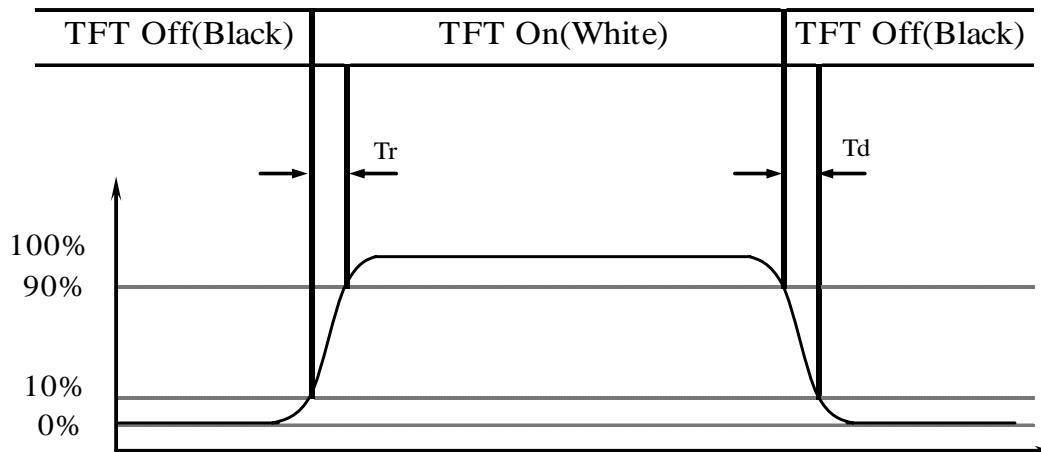 TFT Off(Black) TFT On(White) TFT Off(Black)
Tr Td
100%
90%
10%
0%